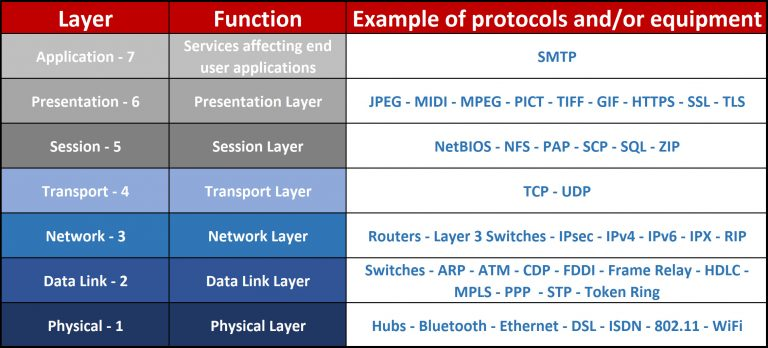 Layer Function Example of protocols and/or equipment
Application - 7 Services affecting end user applications SMTP
Presentation - 6 Presentation Layer JPEG - MIDI - MPEG - PICT - TIFF - GIF - HTTPS - SSL - TLS
Session - 5 Session Layer NetBIOS - NFS - PAP - SCP - SQL - ZIP
Transport - 4 Transport Layer TCP - UDP
Network - 3 Network Layer Routers - Layer 3 Switches - IPsec - IPv4 - IPv6 - IPX - RIP
Data Link - 2 Data Link Layer Switches - ARP - ATM - CDP - FDDI - Frame Relay - HDLC -
MPLS - PPP - STP - Token Ring
Physical - 1 Physical Layer Hubs - Bluetooth - Ethernet - DSL - ISDN - 802.11 - WiFi